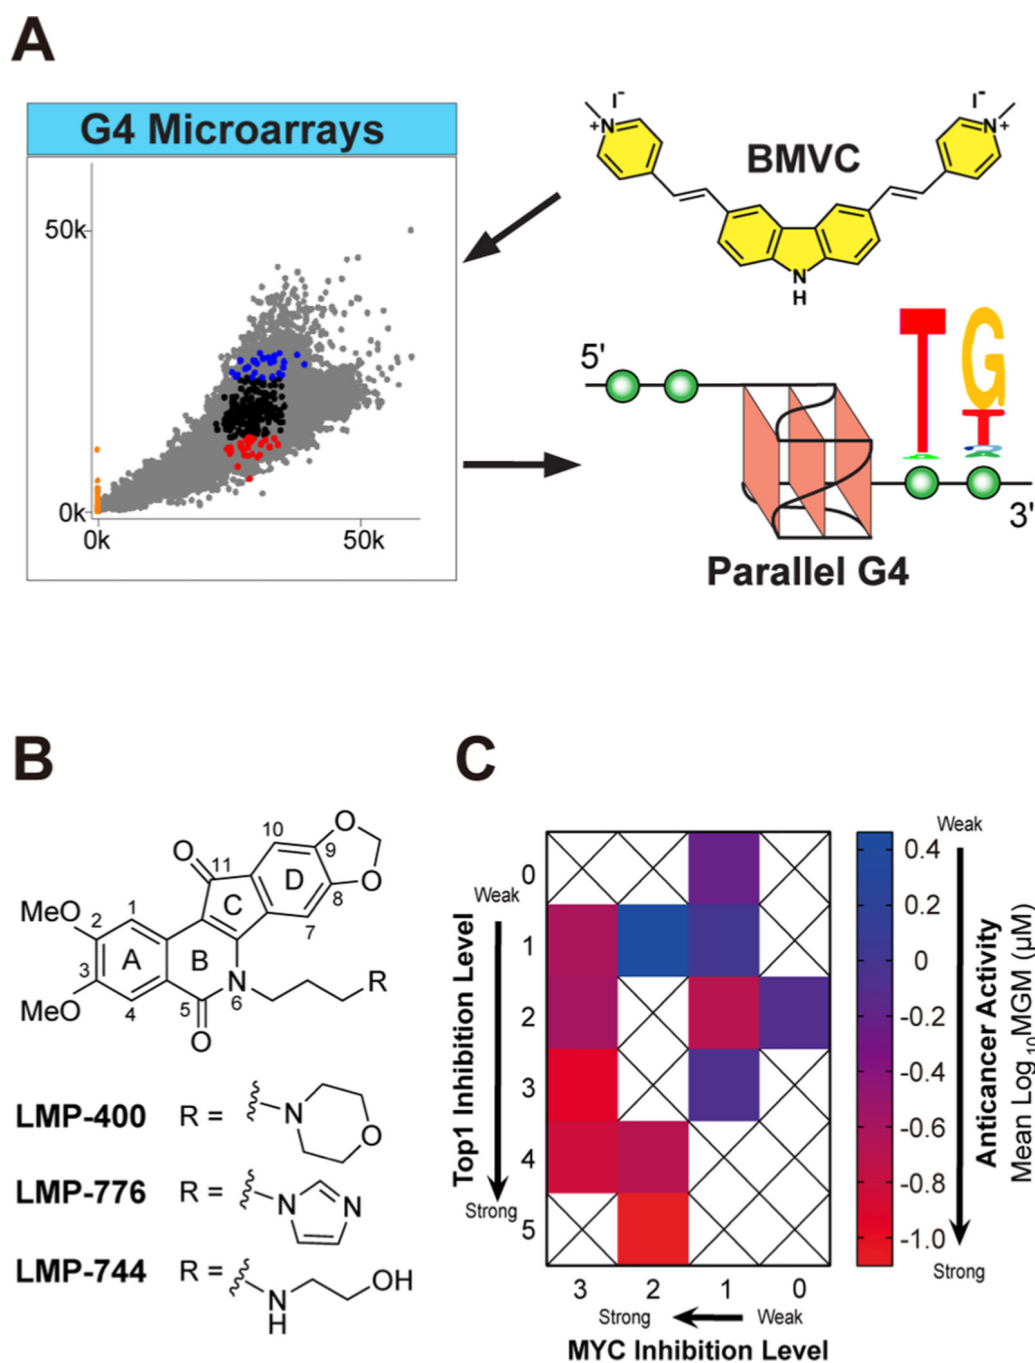 A
G4 Microarrays
50k
0k
0k
50k
I-
I-
N+
N+
BMVC
N
H
5'
TG
T
3'
Parallel G4
B
O
11
10
O
9
D
8
O
C
7
MeO
2
1
A
B
3
MeO
4
5
O
N
6
R
LMP-400 R = N O
LMP-776 R = N N
LMP-744 R = N H OH
C
Top1 Inhibition Level
Weak
Strong
0
1
2
3
4
5
3 2 1 0
Strong Weak
MYC Inhibition Level
0.4
0.2
0
-0.2
-0.4
-0.6
-0.8
-1.0
Weak
Strong
Anticancer Activity
Mean Log10MGM (µM)